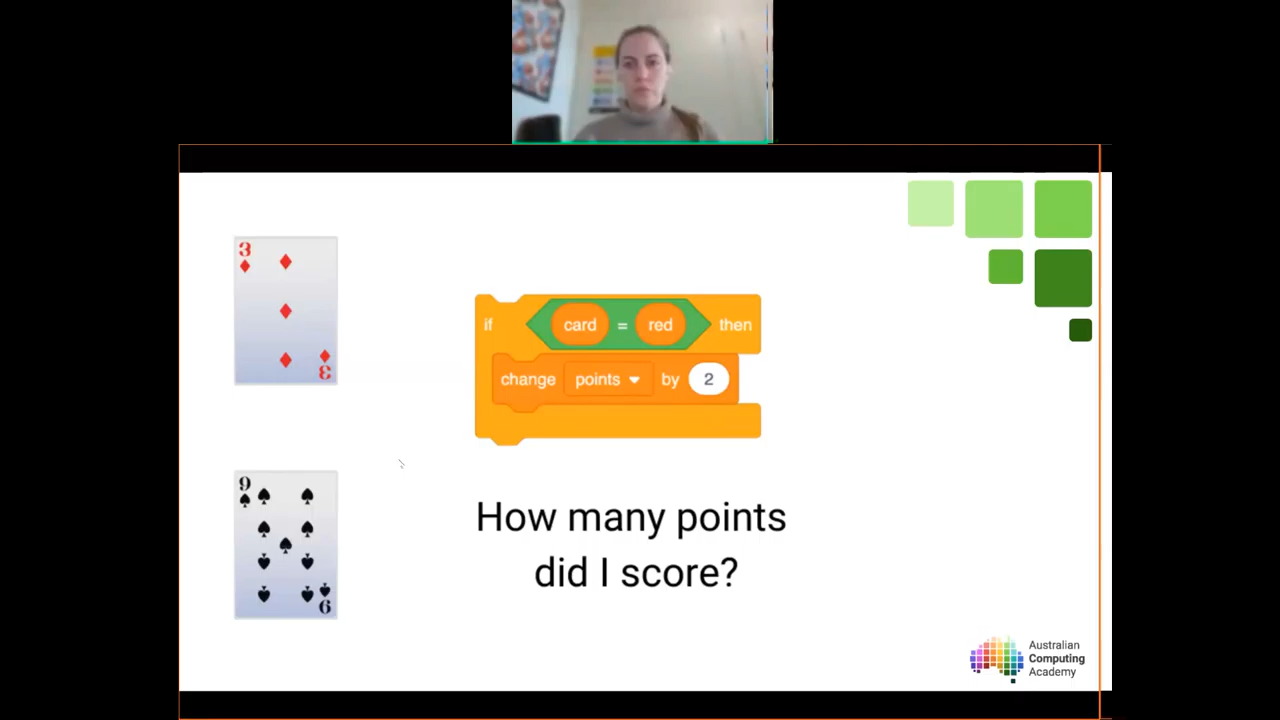 3
3
if card = red then
change points by 2
9
9
How many points
did I score?
Australian
Computing
Academy